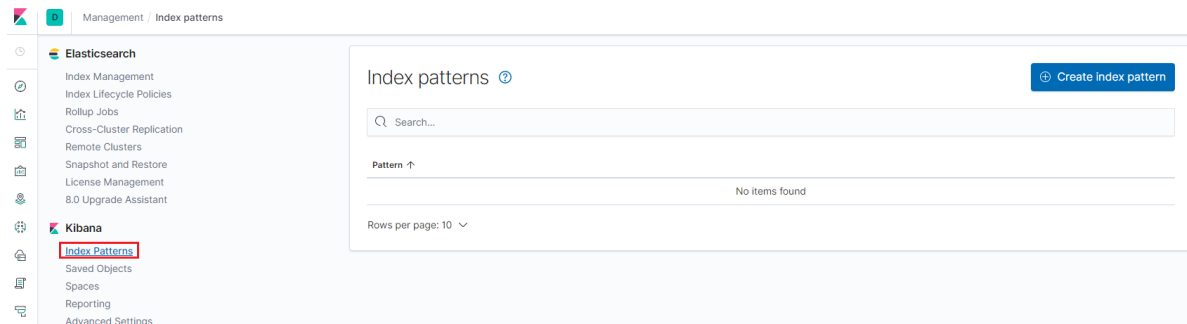 D Management / Index patterns
Elasticsearch
Index Management
Index Lifecycle Policies
Rollup Jobs
Cross-Cluster Replication
Remote Clusters
Snapshot and Restore
License Management
8.0 Upgrade Assistant
Kibana
Index Patterns
Saved Objects
Spaces
Reporting
Advanced Settings
Index patterns
Create index pattern
Search...
Pattern ↑
No items found
Rows per page: 10